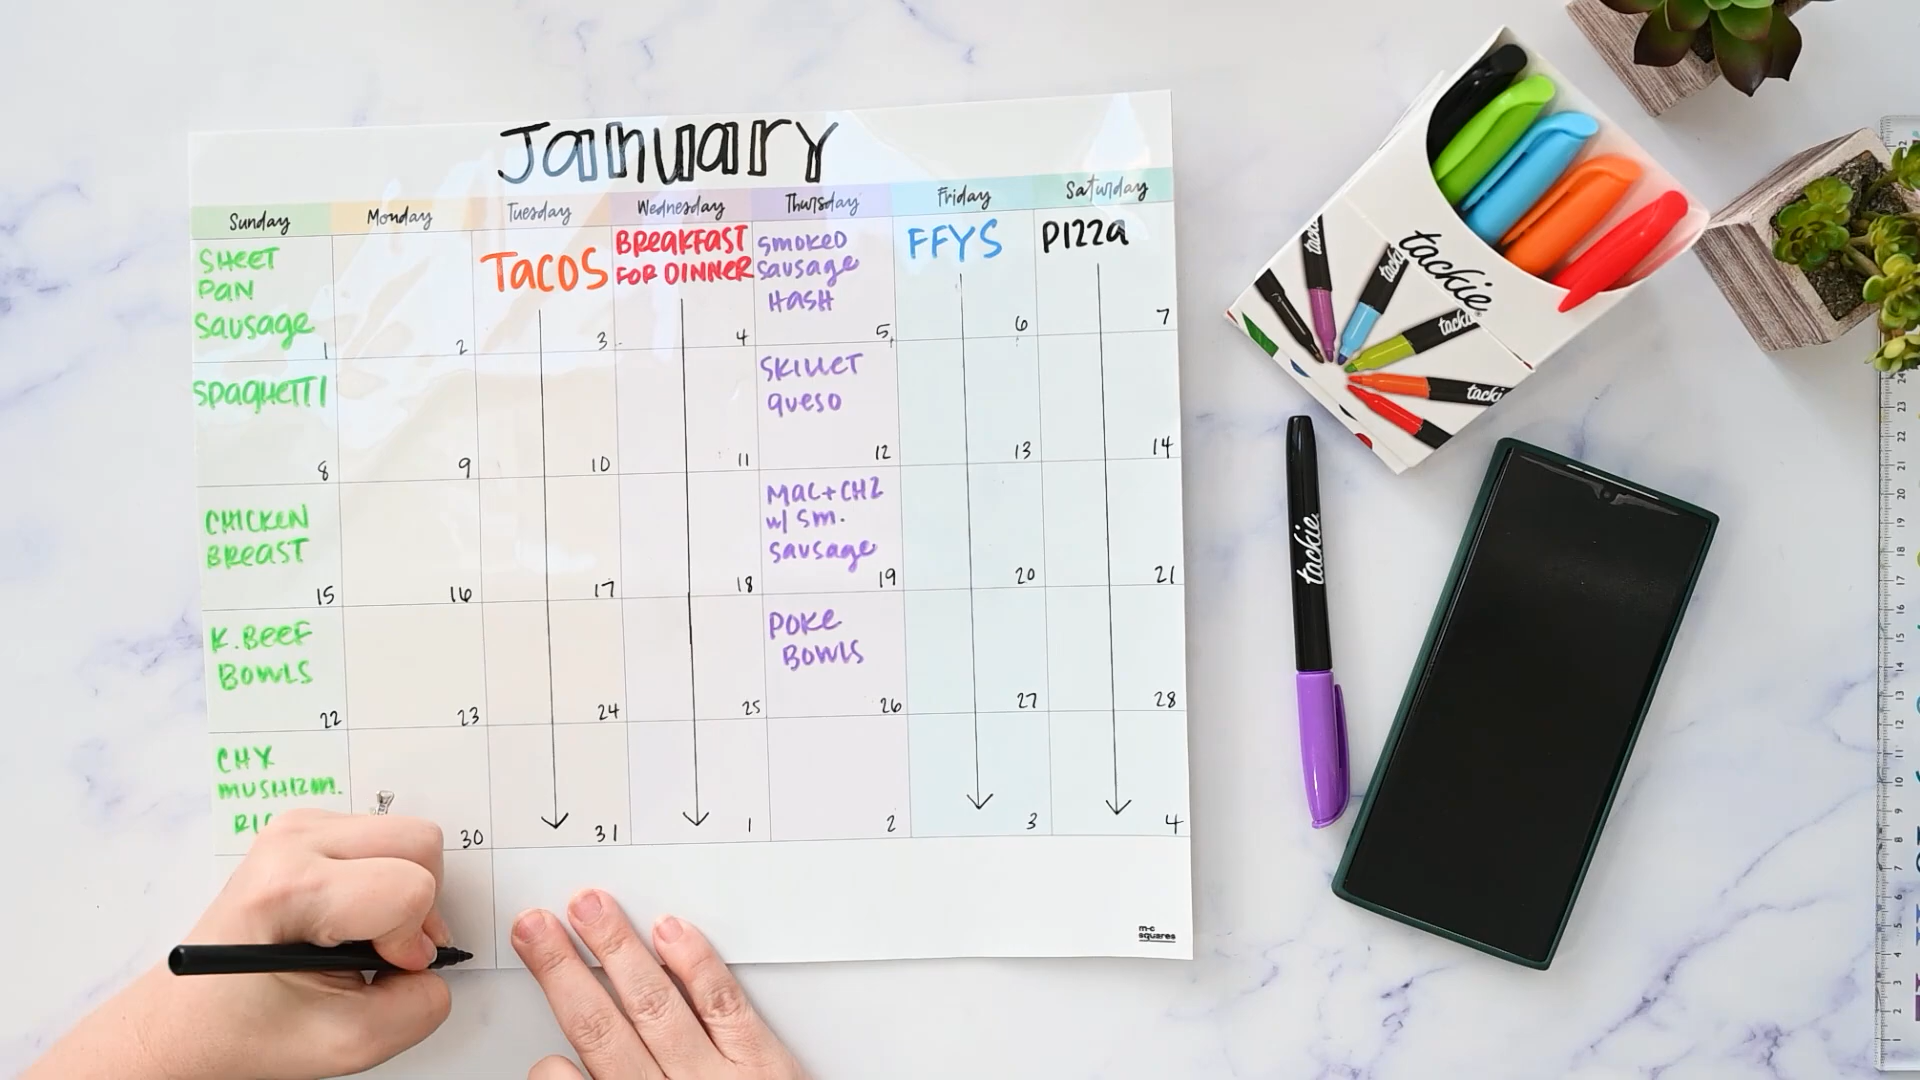 January
Sunday Monday Tuesday Wednesday Thursday Friday Saturday
SHEET
PAN
SAUSAGE
1
2
TACOS
3
BREAKFAST
FOR DINNER
4
SMOKED
SAUSAGE
HASH
5
FFYS
6
PIZZA
7
SPAGHETTI
8
9
10
11
SKILLET
QUESO
12
13
14
CHICKEN
BREAST
15
16
17
18
MAC+CHZ
W/ SM.
SAUSAGE
19
20
21
K. BEEF
BOWLS
22
23
24
25
POKE
BOWLS
26
27
28
CHX
MUSHRM.
30
31
1
2
3
4
m·c
squares
tackie
tackie
tackie